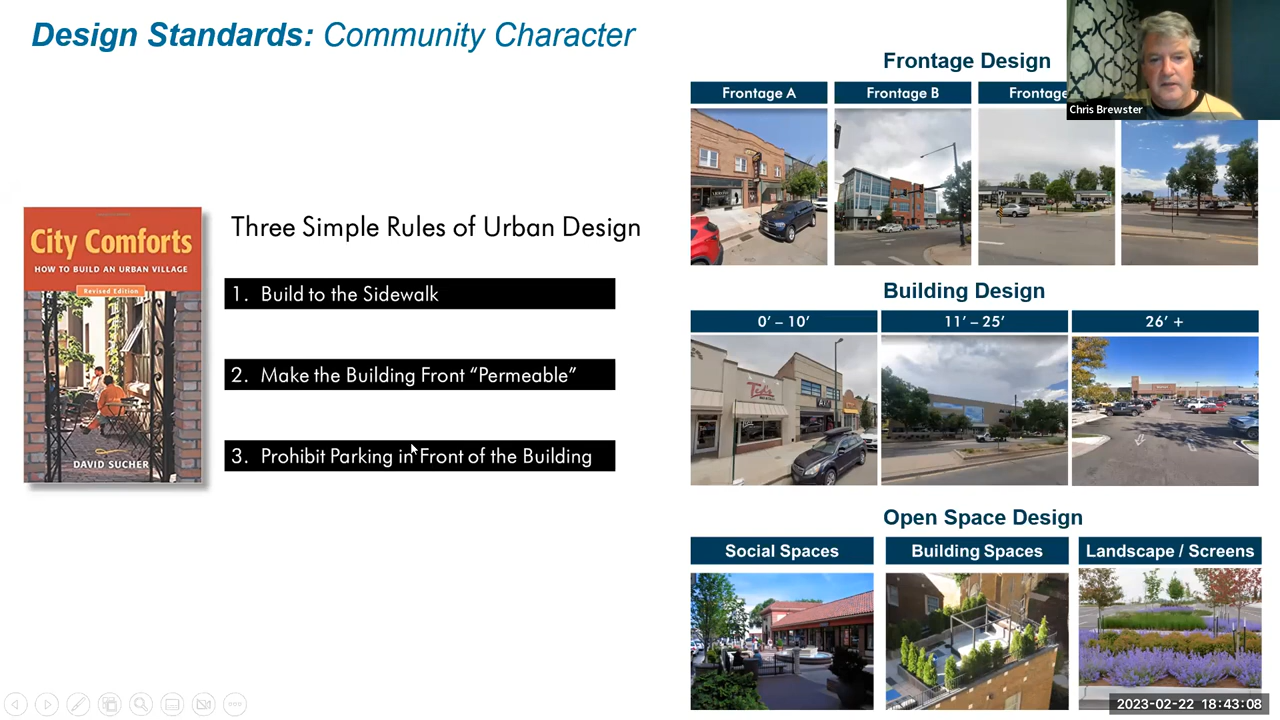 Design Standards: Community Character
City Comforts
HOW TO BUILD AN URBAN VILLAGE
Revised Edition
DAVID SUCHER
Three Simple Rules of Urban Design
1. Build to the Sidewalk
2. Make the Building Front “Permeable”
3. Prohibit Parking in Front of the Building
Frontage Design
Frontage A
Frontage B
Frontage
Chris Brewster
Building Design
0’ – 10’
11’ – 25’
26’ +
Ted's
Open Space Design
Social Spaces
Building Spaces
Landscape / Screens
2023-02-22 18:43:08